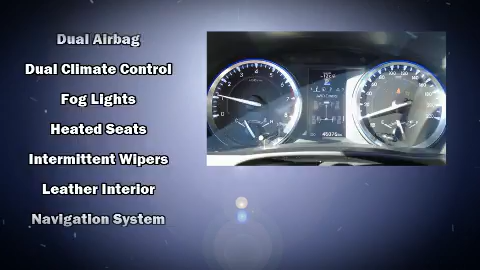 Dual Airbag
Dual Climate Control
Fog Lights
Heated Seats
Intermittent Wipers
Leather Interior
Navigation System